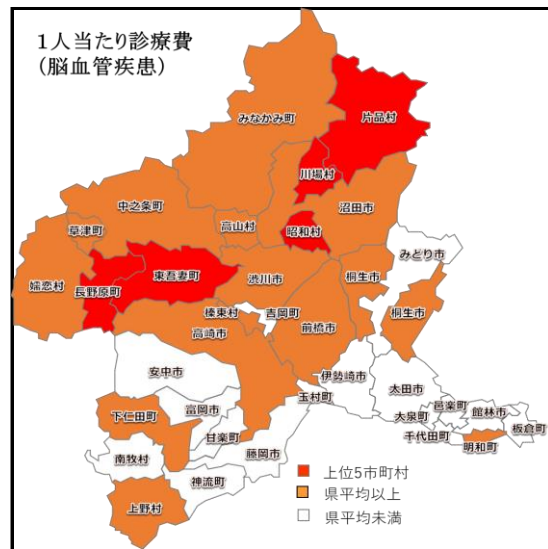 1人当たり診療費
(脳血管疾患)
みなかみ町
片品村
川場村
中之条町
沼田市
草津町
高山村
昭和村
みどり市
嬬恋村
長野原町
東吾妻町
渋川市
桐生市
榛東村
吉岡町
高崎市
前橋市
桐生市
安中市
伊勢崎市
太田市
富岡市
玉村町
邑楽町
下仁田町
甘楽町
大泉町
館林市
板倉町
千代田町
明和町
南牧村
藤岡市
神流町
上野村
上位5市町村
県平均以上
県平均未満